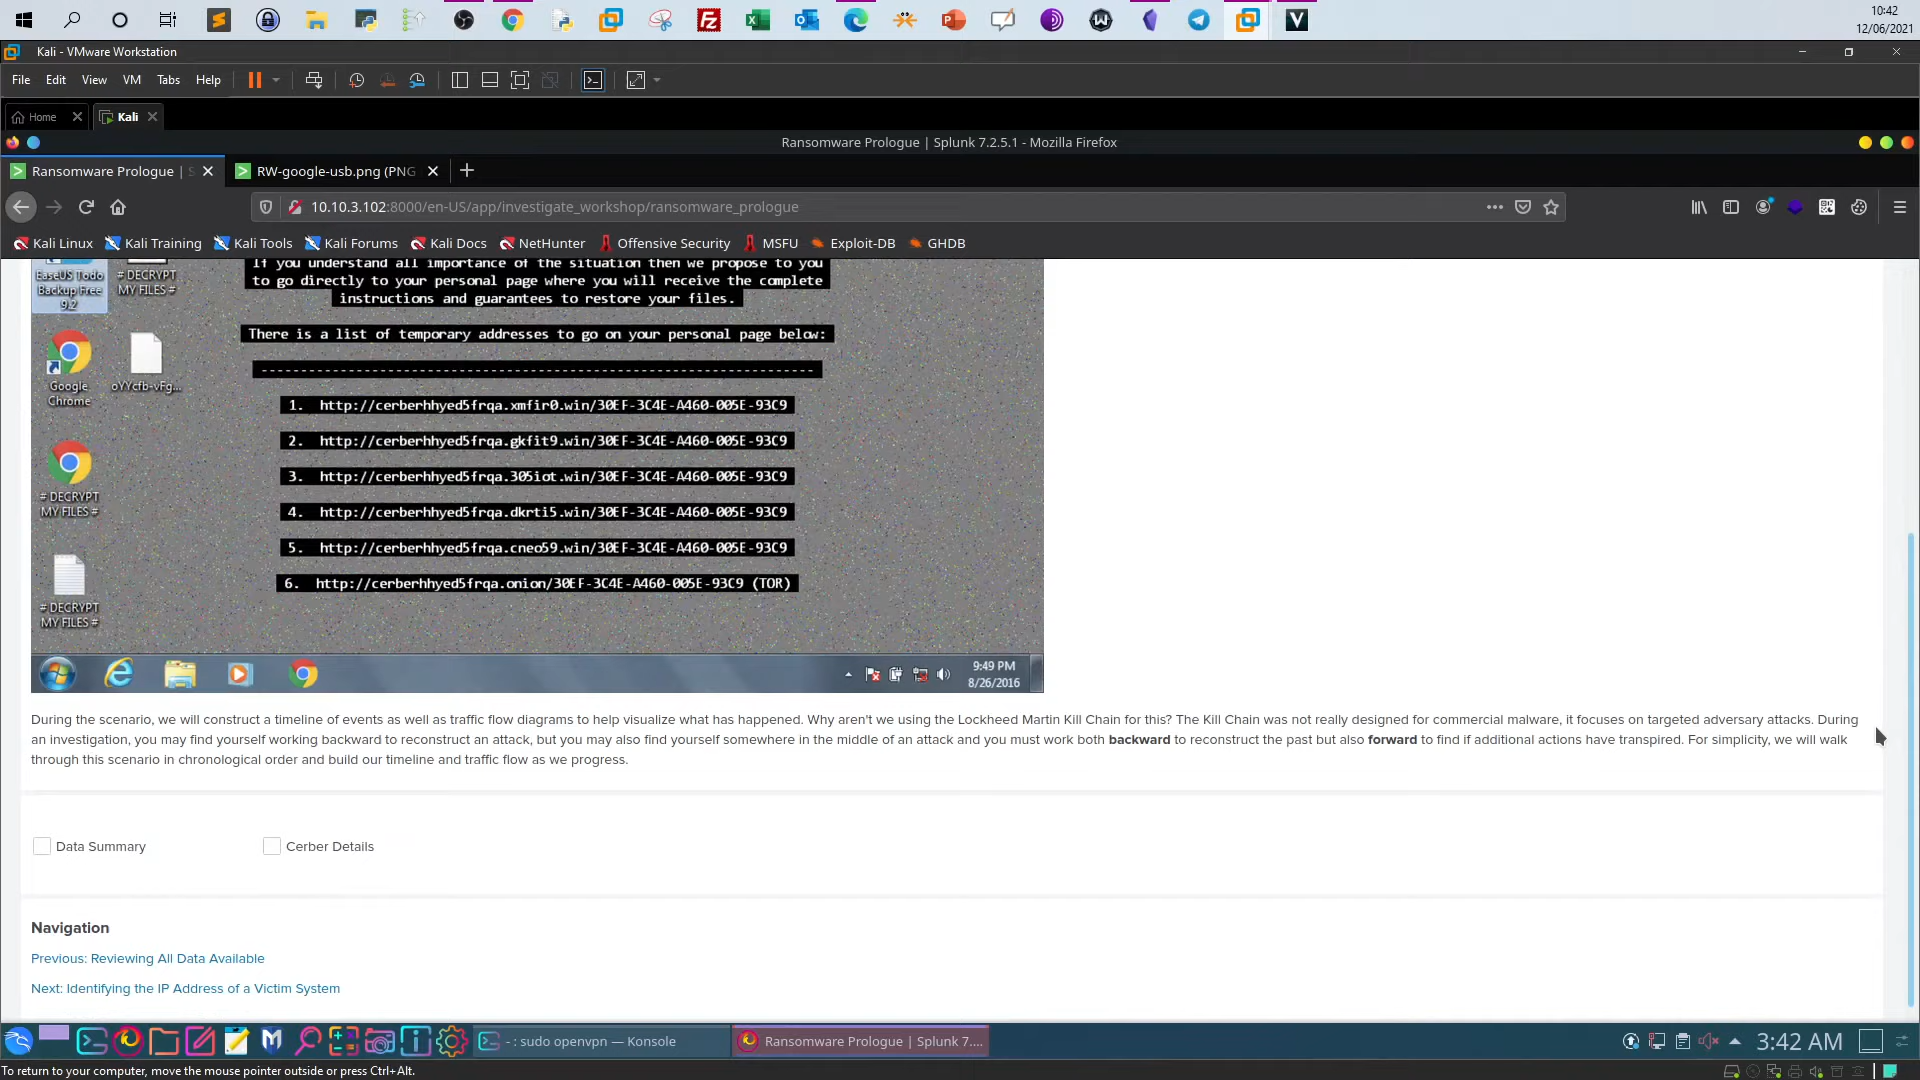 10:42
12/06/2021
Kali - VMware Workstation
File Edit View VM Tabs Help
Home
Kali
Ransomware Prologue | Splunk 7.2.5.1 - Mozilla Firefox
Ransomware Prologue | S
RW-google-usb.png (PNG
10.10.3.102:8000/en-US/app/investigate_workshop/ransomware_prologue
Kali Linux Kali Training Kali Tools Kali Forums Kali Docs NetHunter Offensive Security MSFU Exploit-DB GHDB
EaseUS Todo
Backup Free
9.2
# DECRYPT
MY FILES #
If you understand all importance of the situation then we propose to you
to go directly to your personal page where you will receive the complete
instructions and guarantees to restore your files.
There is a list of temporary addresses to go on your personal page below:
Google
Chrome
oYYcfb-vFg...
1. http://cerberhhyed5frqa.xmfir0.win/30EF-3C4E-A460-005E-93C9
2. http://cerberhhyed5frqa.gkfit9.win/30EF-3C4E-A460-005E-93C9
3. http://cerberhhyed5frqa.305iot.win/30EF-3C4E-A460-005E-93C9
# DECRYPT
MY FILES #
4. http://cerberhhyed5frqa.dkrti5.win/30EF-3C4E-A460-005E-93C9
5. http://cerberhhyed5frqa.cneo59.win/30EF-3C4E-A460-005E-93C9
6. http://cerberhhyed5frqa.onion/30EF-3C4E-A460-005E-93C9 (TOR)
# DECRYPT
MY FILES #
9:49 PM
8/26/2016
During the scenario, we will construct a timeline of events as well as traffic flow diagrams to help visualize what has happened. Why aren't we using the Lockheed Martin Kill Chain for this? The Kill Chain was not really designed for commercial malware, it focuses on targeted adversary attacks. During
an investigation, you may find yourself working backward to reconstruct an attack, but you may also find yourself somewhere in the middle of an attack and you must work both backward to reconstruct the past but also forward to find if additional actions have transpired. For simplicity, we will walk
through this scenario in chronological order and build our timeline and traffic flow as we progress.
Data Summary
Cerber Details
Navigation
Previous: Reviewing All Data Available
Next: Identifying the IP Address of a Victim System
- : sudo openvpn — Konsole
Ransomware Prologue | Splunk 7....
3:42 AM
To return to your computer, move the mouse pointer outside or press Ctrl+Alt.